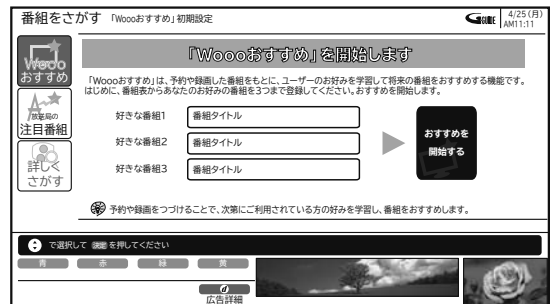 番組をさがす 「Woooおすすめ」初期設定
GGUIDE
4/25(月)
AM11:11
Wooo
おすすめ
放送局の
注目番組
詳しく
さがす
「Woooおすすめ」を開始します
「Woooおすすめ」は、予約や録画した番組をもとに、ユーザーのお好みを学習して将来の番組をおすすめする機能です。
はじめに、番組表からあなたのお好みの番組を3つまで登録してください。おすすめを開始します。
好きな番組1 番組タイトル
好きな番組2 番組タイトル
好きな番組3 番組タイトル
おすすめを
開始する
予約や録画をつづけることで、次第にご利用されている方の好みを学習し、番組をおすすめします。
で選択して 決定 を押してください
青 赤 緑 黄
d
広告詳細